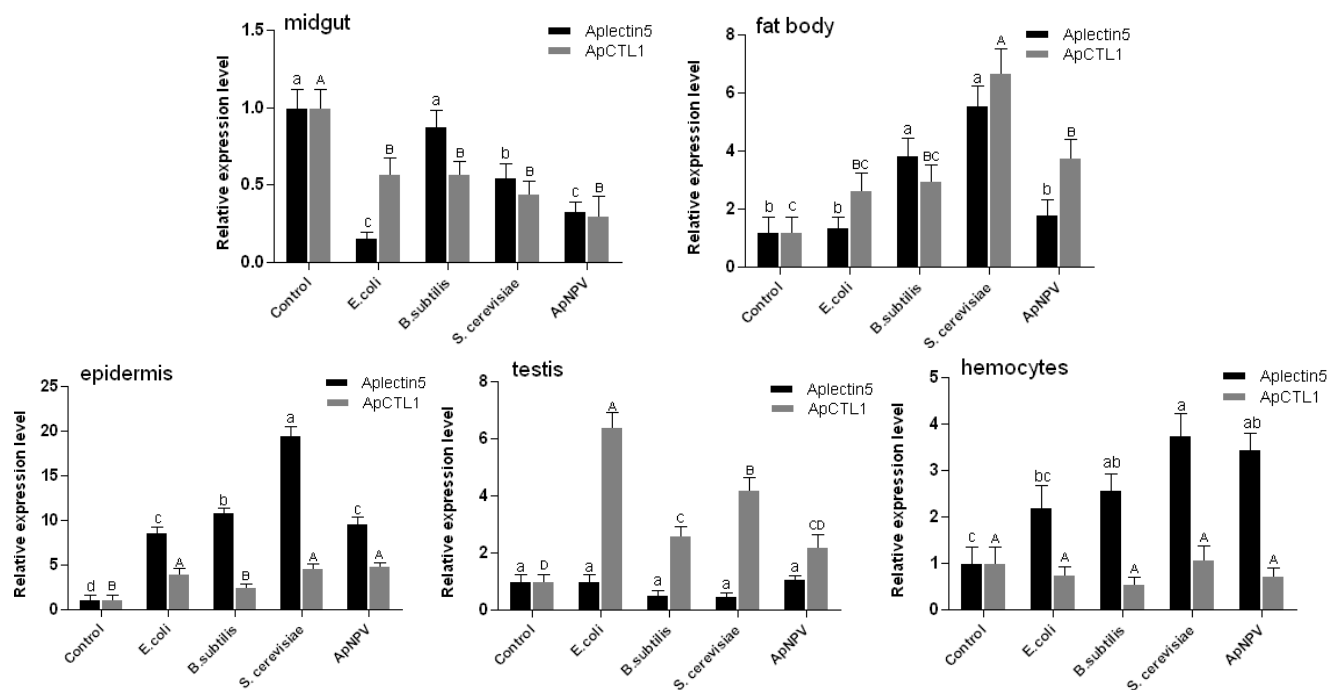 midgut
Aplectin5
ApCTL1
Relative expression level
1.5
1.0
0.5
0.0
a A
c B
a B
b B
c B
Control
E.coli
B.subtilis
S. cerevisiae
ApNPV
fat body
Aplectin5
ApCTL1
Relative expression level
8
6
4
2
0
b c
b BC
a BC
a A
b B
Control
E.coli
B.subtilis
S. cerevisiae
ApNPV
epidermis
Aplectin5
ApCTL1
Relative expression level
25
20
15
10
5
0
d B
c A
b B
a A
c A
Control
E.coli
B.subtilis
S. cerevisiae
ApNPV
testis
Aplectin5
ApCTL1
Relative expression level
8
6
4
2
0
a D
a A
a C
a B
a CD
Control
E.coli
B.subtilis
S. cerevisiae
ApNPV
hemocytes
Aplectin5
ApCTL1
Relative expression level
5
4
3
2
1
0
c A
bc A
ab A
a A
ab A
Control
E.coli
B.subtilis
S. cerevisiae
ApNPV